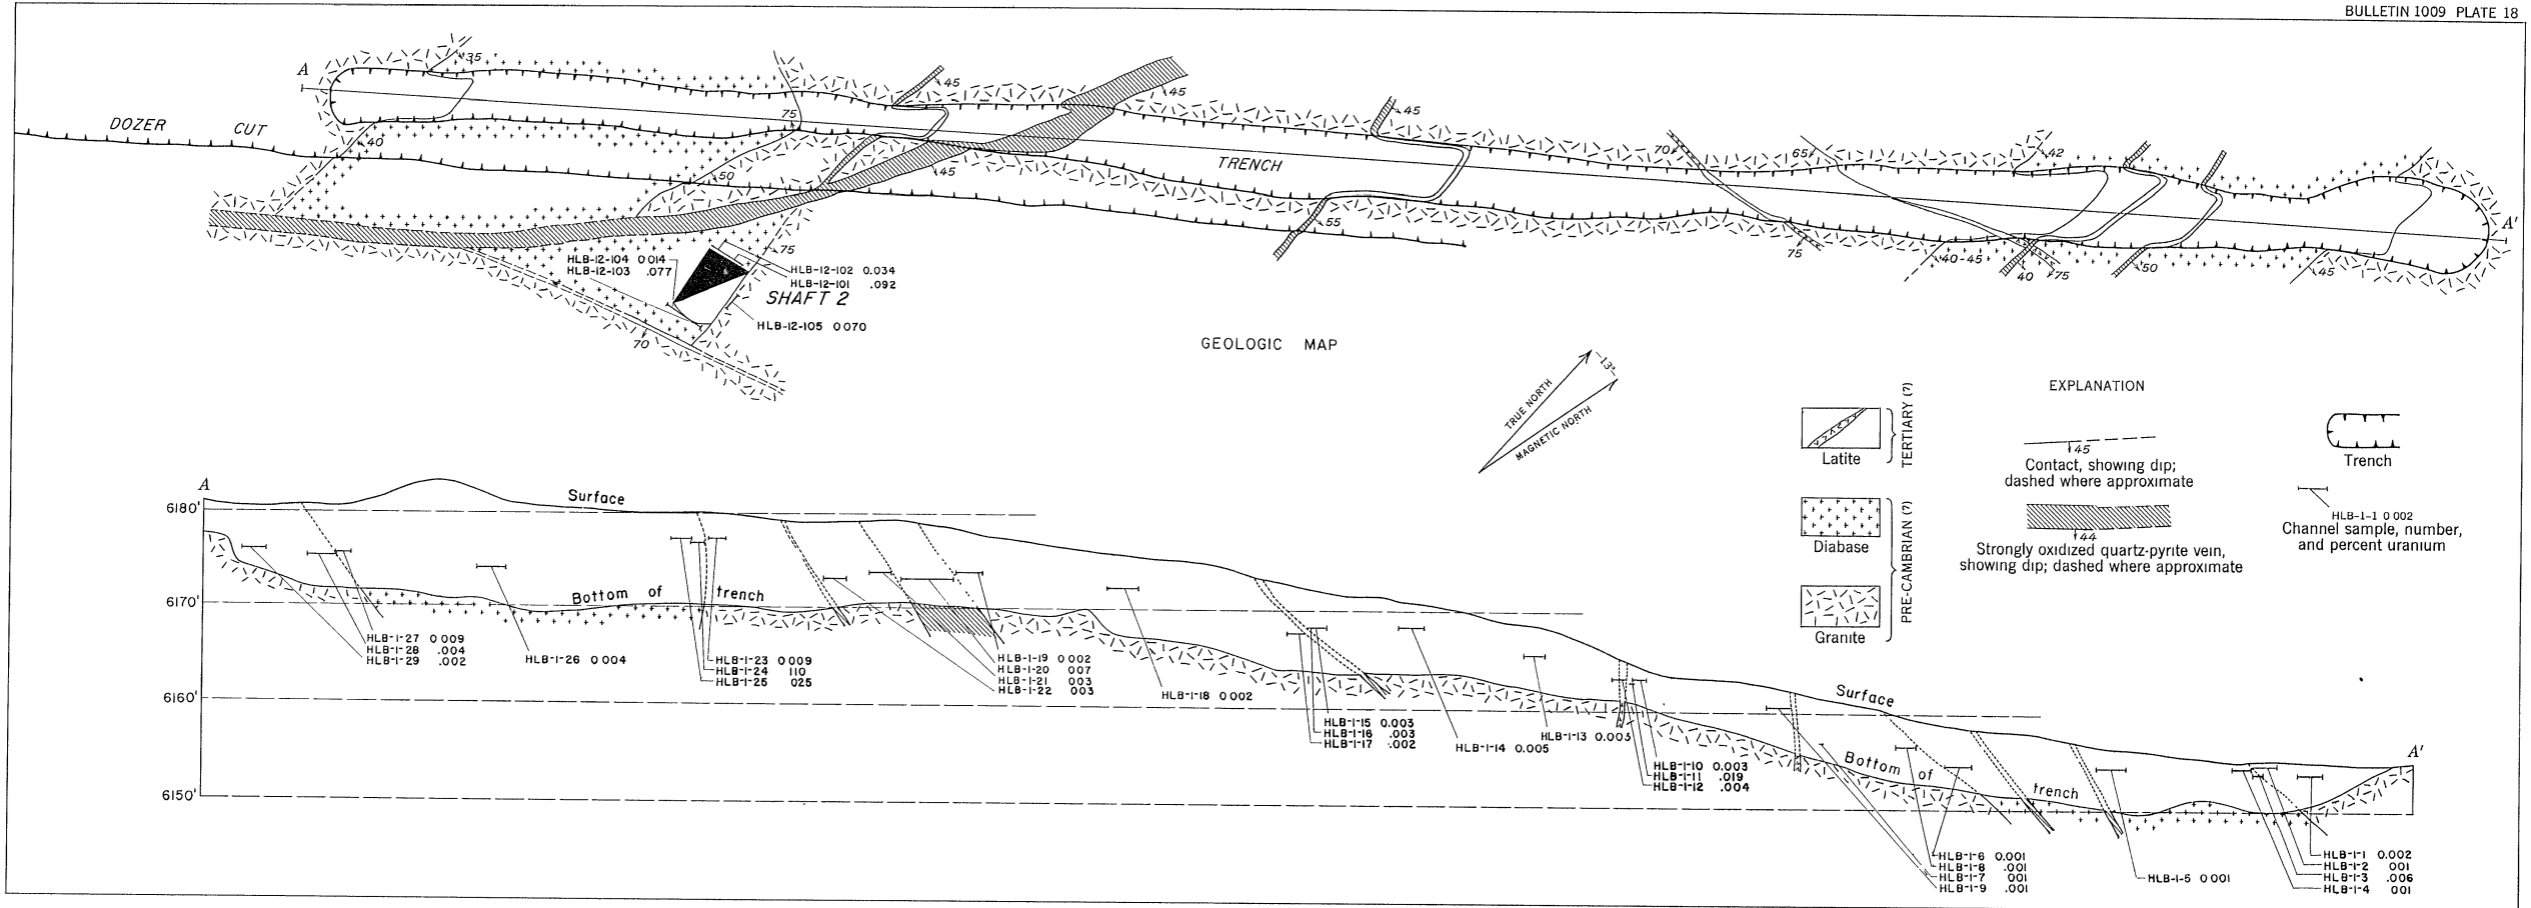 BULLETIN 1009 PLATE 18
A
35
DOZER CUT
40
75
45
45
50
45
TRENCH
45
55
70
65
42
75
40-45
40
75
50
45
A'
HLB-12-104 0 014
HLB-12-103 .077
75
HLB-12-102 0.034
HLB-12-101 .092
SHAFT 2
HLB-12-105 0 070
70
GEOLOGIC MAP
TRUE NORTH
13°
MAGNETIC NORTH
EXPLANATION
Latite
TERTIARY (?)
Diabase
Granite
PRE-CAMBRIAN (?)
45
Contact, showing dip;
dashed where approximate
44
Strongly oxidized quartz-pyrite vein,
showing dip; dashed where approximate
Trench
HLB-1-1 0 002
Channel sample, number,
and percent uranium
A
6180'
6170'
6160'
6150'
Surface
Bottom of trench
HLB-1-27 0 009
HLB-1-28 .004
HLB-1-29 .002
HLB-1-26 0 004
HLB-1-23 0 009
HLB-1-24 110
HLB-1-25 025
HLB-1-19 0 002
HLB-1-20 007
HLB-1-21 003
HLB-1-22 003
HLB-1-18 0 002
HLB-1-15 0.003
HLB-1-16 .003
HLB-1-17 .002
HLB-1-14 0.005
HLB-1-13 0.003
HLB-1-10 0.003
HLB-1-11 .019
HLB-1-12 .004
Surface
Bottom of trench
A'
HLB-1-6 0.001
HLB-1-8 .001
HLB-1-7 001
HLB-1-9 .001
HLB-1-5 0 001
HLB-1-1 0.002
HLB-1-2 001
HLB-1-3 .006
HLB-1-4 001